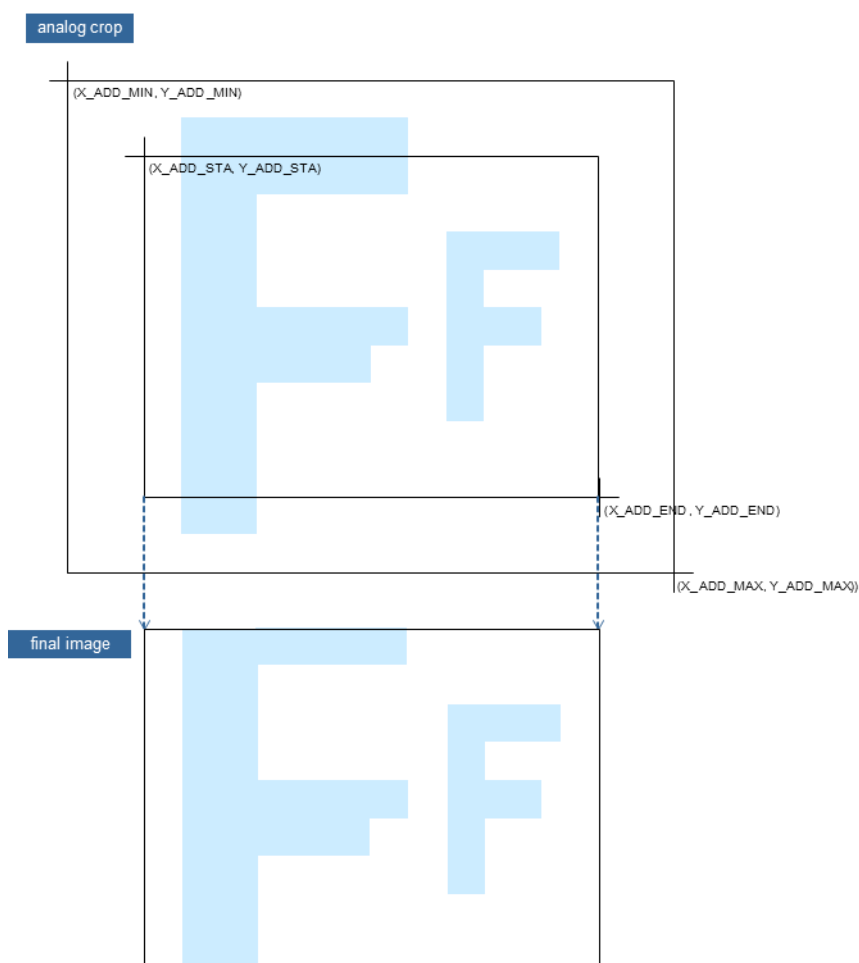 analog crop
(X_ADD_MIN, Y_ADD_MIN)
(X_ADD_STA, Y_ADD_STA)
(X_ADD_END, Y_ADD_END)
(X_ADD_MAX, Y_ADD_MAX))
final image